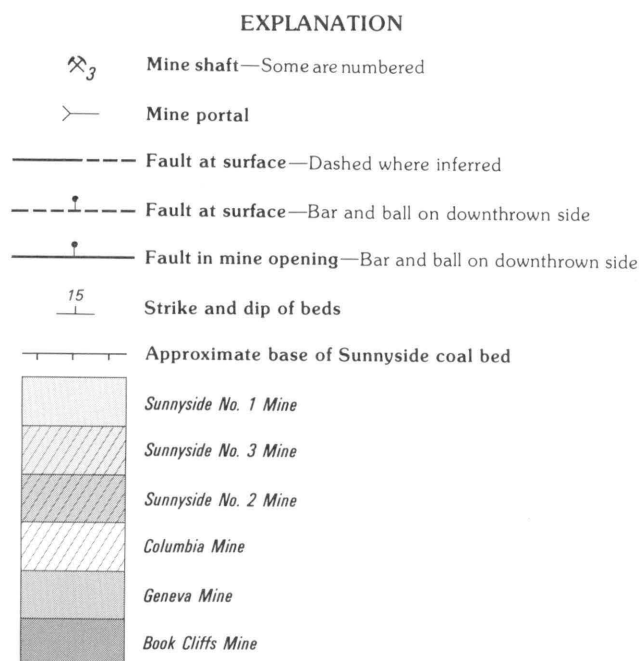 EXPLANATION
3 Mine shaft—Some are numbered
Mine portal
Fault at surface—Dashed where inferred
Fault at surface—Bar and ball on downthrown side
Fault in mine opening—Bar and ball on downthrown side
15 Strike and dip of beds
Approximate base of Sunnyside coal bed
Sunnyside No. 1 Mine
Sunnyside No. 3 Mine
Sunnyside No. 2 Mine
Columbia Mine
Geneva Mine
Book Cliffs Mine